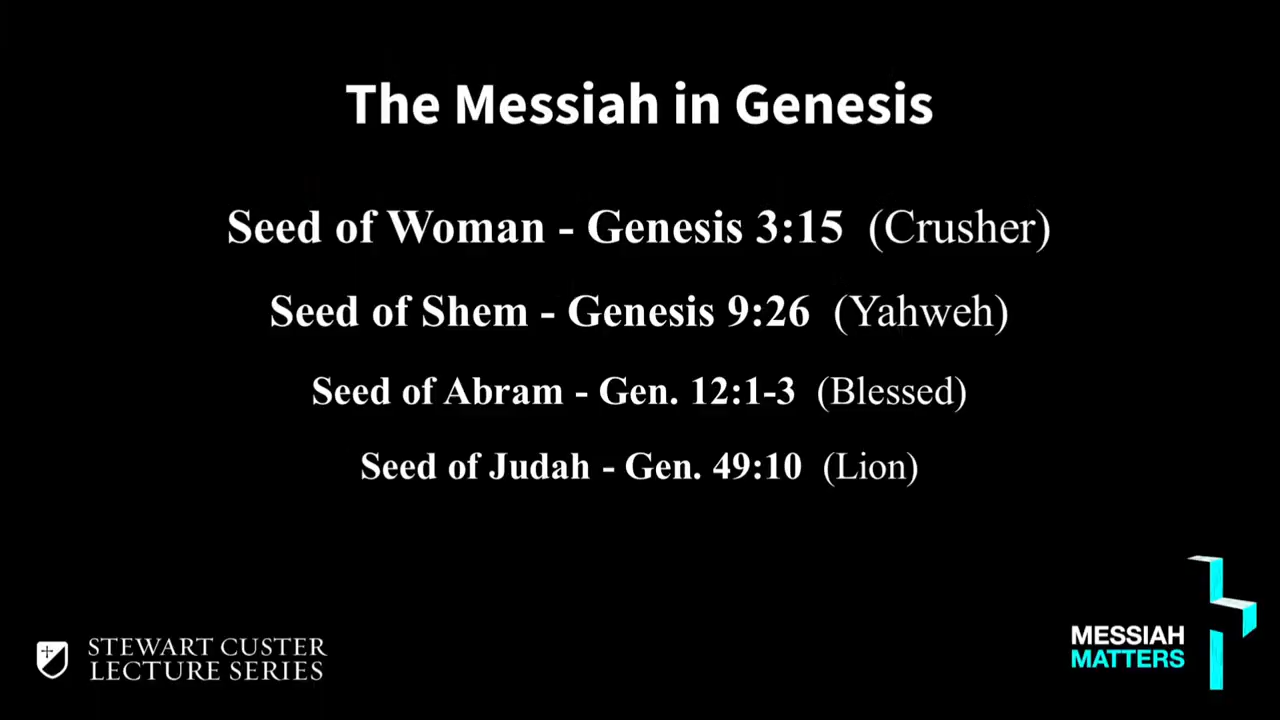 The Messiah in Genesis
Seed of Woman - Genesis 3:15 (Crusher)
Seed of Shem - Genesis 9:26 (Yahweh)
Seed of Abram - Gen. 12:1-3 (Blessed)
Seed of Judah - Gen. 49:10 (Lion)
STEWART CUSTER
LECTURE SERIES
MESSIAH
MATTERS